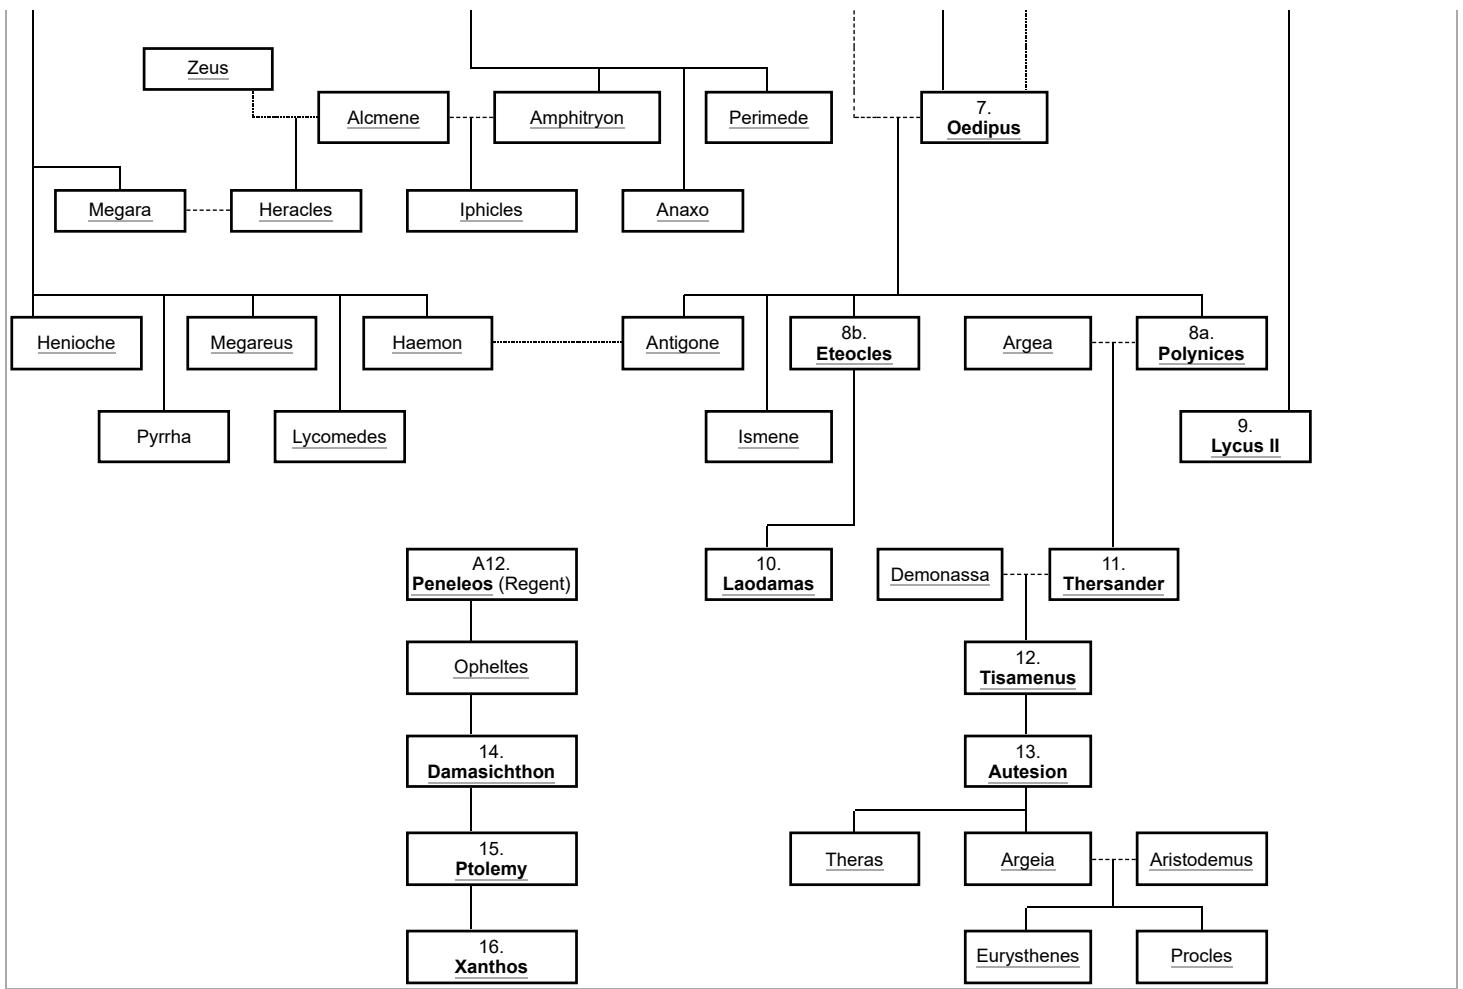 Zeus
Alcmene
Amphitryon
Perimede
7.
Oedipus
Megara
Heracles
Iphicles
Anaxo
Henioche
Megareus
Haemon
Antigone
8b.
Eteocles
Argea
8a.
Polynices
Pyrrha
Lycomedes
Ismene
9.
Lycus II
A12.
Peneleos (Regent)
10.
Laodamas
Demonassa
11.
Thersander
Opheltes
12.
Tisamenus
14.
Damasichthon
13.
Autesion
15.
Ptolemy
Theras
Argeia
Aristodemus
16.
Xanthos
Eurysthenes
Procles